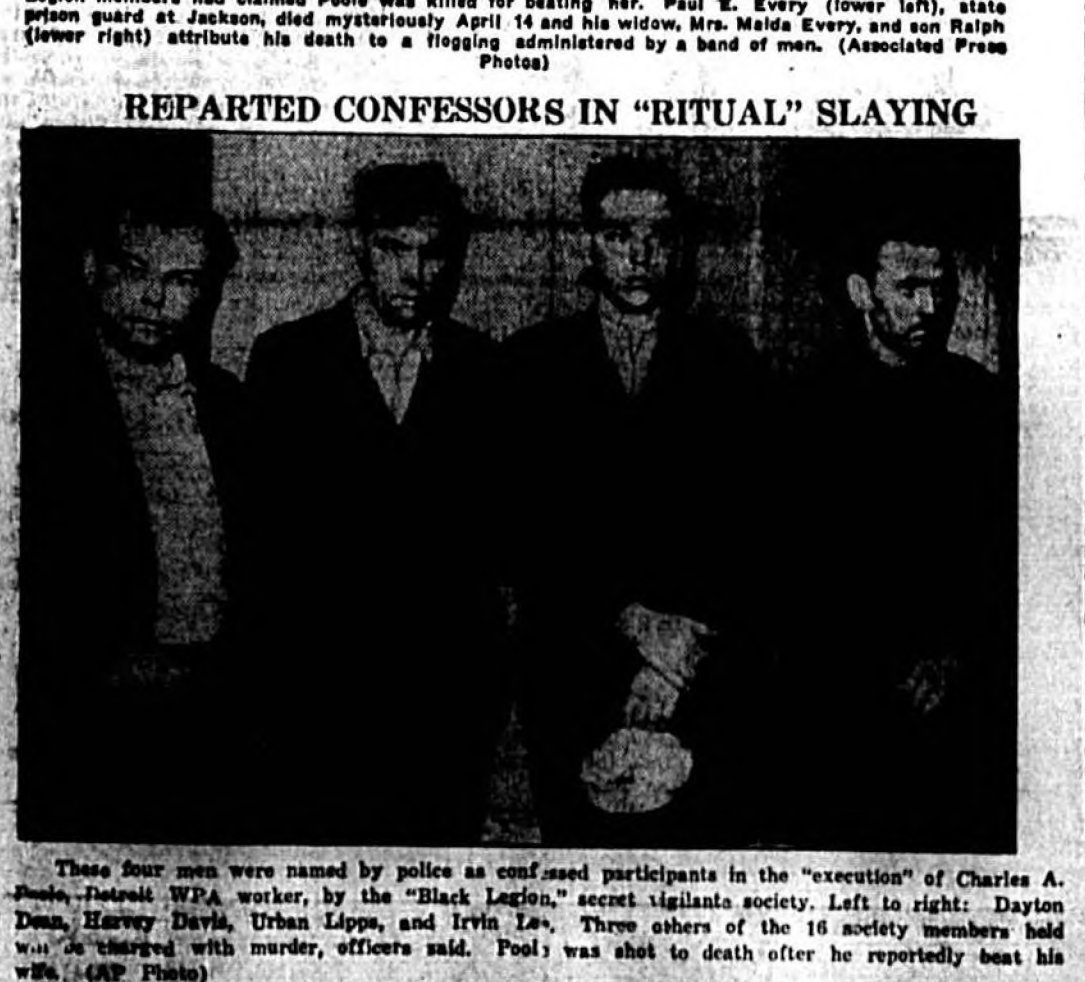 Legion members had claimed Poole was killed for beating her. Paul E. Every (lower left), state
prison guard at Jackson, died mysteriously April 14 and his widow, Mrs. Maida Every, and son Ralph
(lower right) attribute his death to a flogging administered by a band of men. (Associated Press
Photos)
REPARTED CONFESSORS IN "RITUAL" SLAYING
These four men were named by police as confessed participants in the "execution" of Charles A.
Poole, Detroit WPA worker, by the "Black Legion," secret vigilante society. Left to right: Dayton
Dean, Harvey Davis, Urban Lipps, and Irvin Lee. Three others of the 16 society members held
will be charged with murder, officers said. Poole was shot to death ofter he reportedly beat his
wife. (AP Photo)